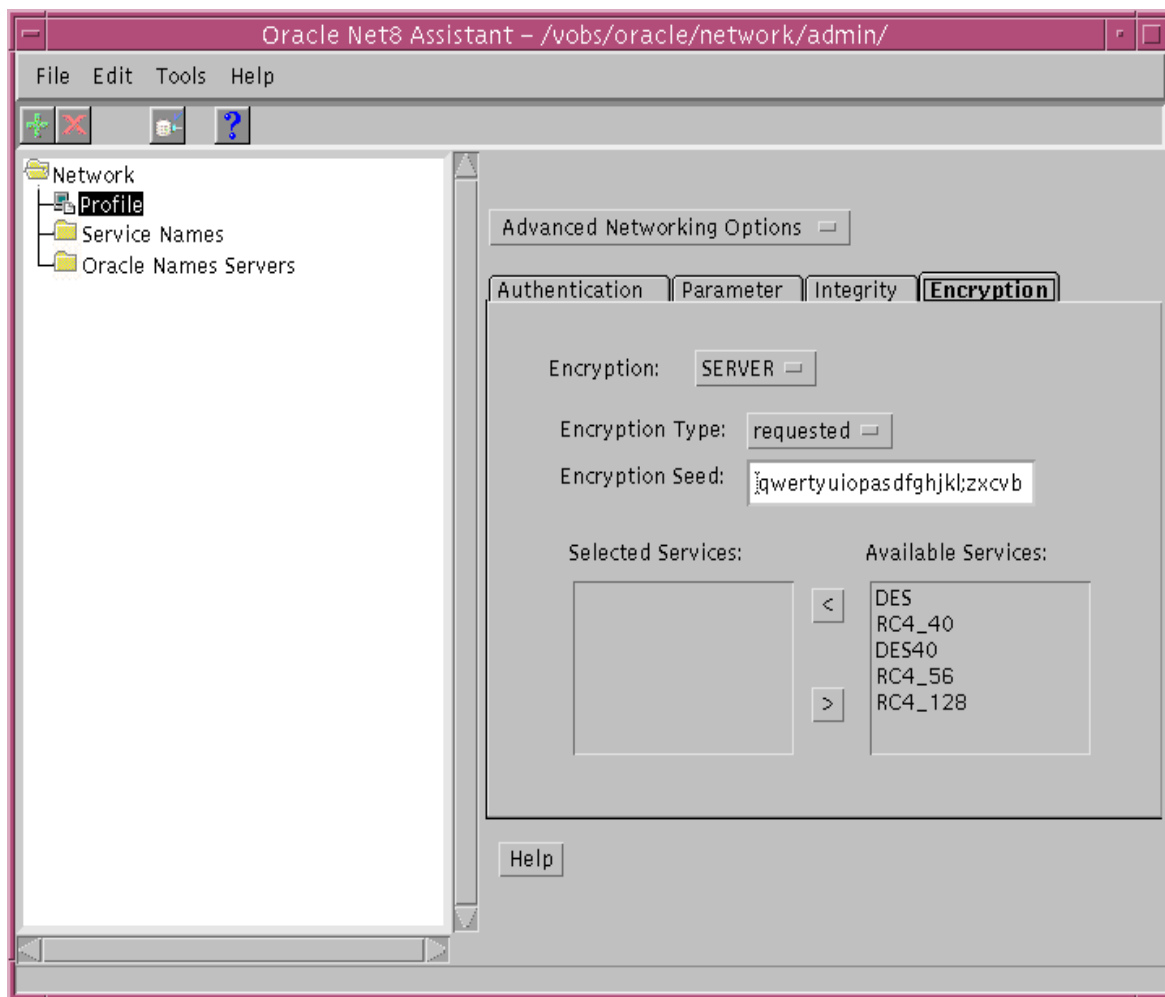 Oracle Net8 Assistant – /vobs/oracle/network/admin/
File Edit Tools Help
?
Network
Profile
Service Names
Oracle Names Servers
Advanced Networking Options
Authentication Parameter Integrity Encryption
Encryption: SERVER
Encryption Type: requested
Encryption Seed: qwertyuiopasdfghjkl;zxcvb
Selected Services: Available Services:
< DES
RC4_40
DES40
RC4_56
> RC4_128
Help